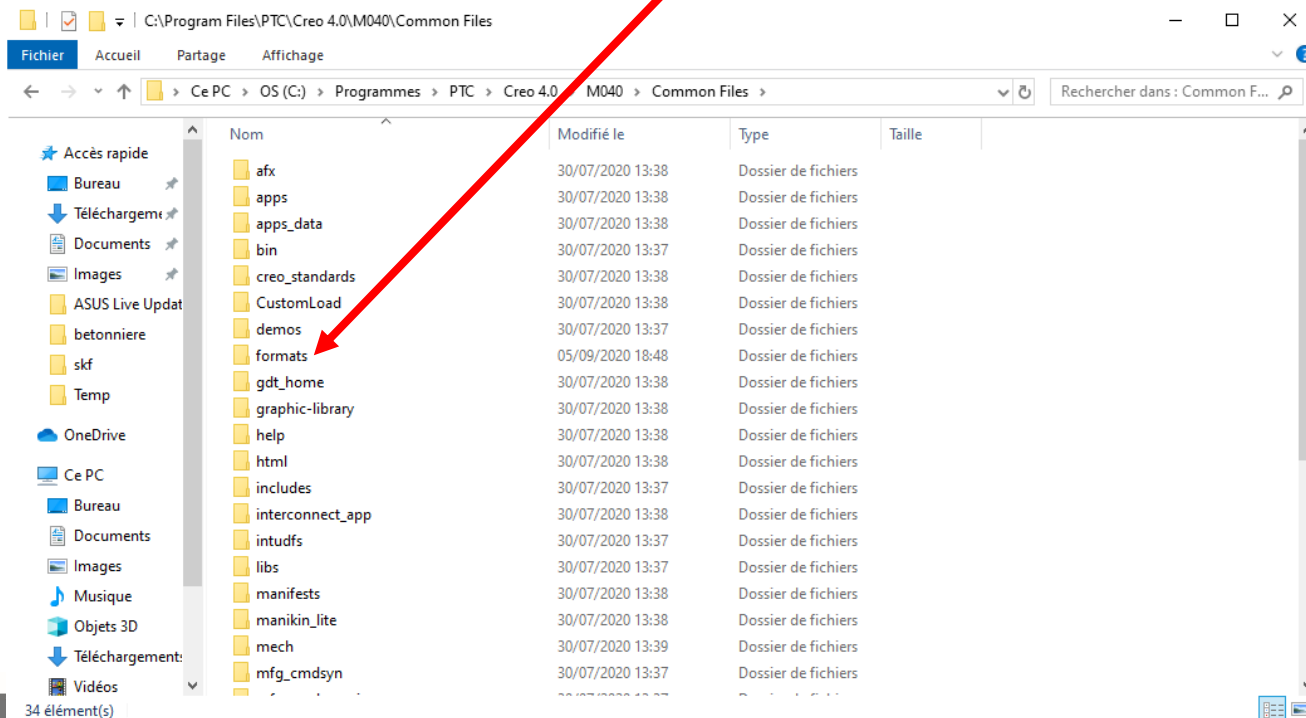 C:\Program Files\PTC\Creo 4.0\M040\Common Files
Fichier Accueil Partage Affichage
Ce PC > OS (C:) > Programmes > PTC > Creo 4.0 M040 > Common Files >
Rechercher dans : Common F...
Nom Modifié le Type Taille
Accès rapide
Bureau
Téléchargeme
Documents
Images
ASUS Live Updat
betonniere
skf
Temp
OneDrive
Ce PC
Bureau
Documents
Images
Musique
Objets 3D
Téléchargements
Vidéos
afx 30/07/2020 13:38 Dossier de fichiers
apps 30/07/2020 13:38 Dossier de fichiers
apps_data 30/07/2020 13:38 Dossier de fichiers
bin 30/07/2020 13:37 Dossier de fichiers
creo_standards 30/07/2020 13:38 Dossier de fichiers
CustomLoad 30/07/2020 13:38 Dossier de fichiers
demos 30/07/2020 13:37 Dossier de fichiers
formats 05/09/2020 18:48 Dossier de fichiers
gdt_home 30/07/2020 13:38 Dossier de fichiers
graphic-library 30/07/2020 13:38 Dossier de fichiers
help 30/07/2020 13:38 Dossier de fichiers
html 30/07/2020 13:38 Dossier de fichiers
includes 30/07/2020 13:37 Dossier de fichiers
interconnect_app 30/07/2020 13:38 Dossier de fichiers
intudfs 30/07/2020 13:37 Dossier de fichiers
libs 30/07/2020 13:37 Dossier de fichiers
manifests 30/07/2020 13:38 Dossier de fichiers
manikin_lite 30/07/2020 13:38 Dossier de fichiers
mech 30/07/2020 13:39 Dossier de fichiers
mfg_cmdsyn 30/07/2020 13:37 Dossier de fichiers
34 élément(s)